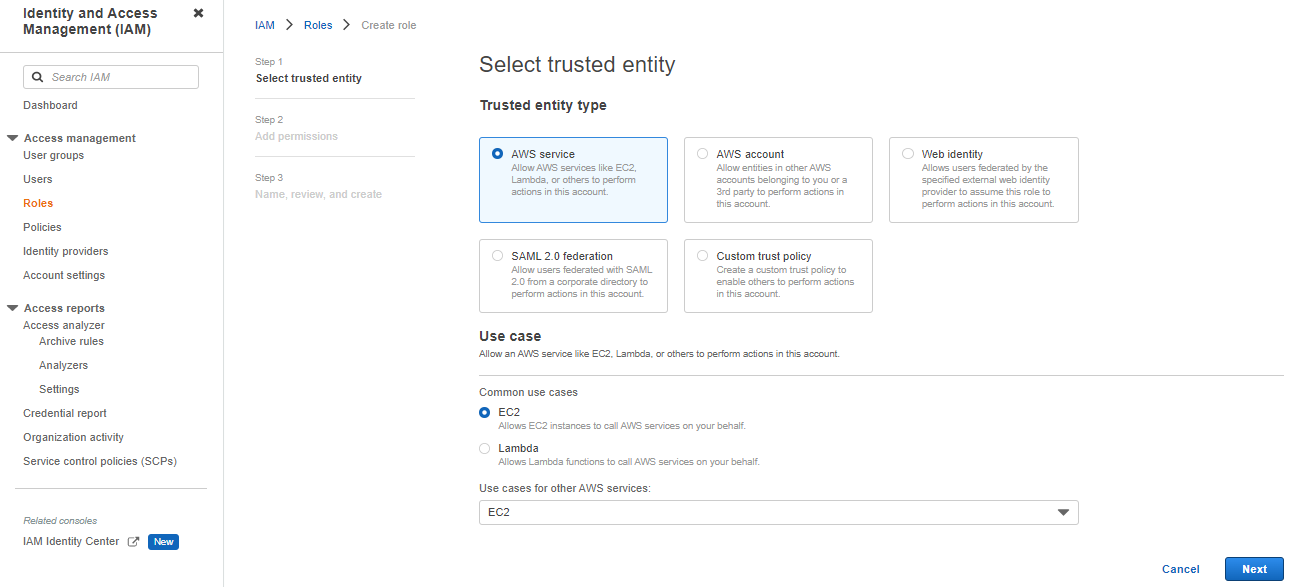 Identity and Access
Management (IAM)
Search IAM
Dashboard
Access management
User groups
Users
Roles
Policies
Identity providers
Account settings
Access reports
Access analyzer
Archive rules
Analyzers
Settings
Credential report
Organization activity
Service control policies (SCPs)
Related consoles
IAM Identity Center
New
IAM
Roles
Create role
Step 1
Select trusted entity
Step 2
Add permissions
Step 3
Name, review, and create
Select trusted entity
Trusted entity type
AWS service
Allow AWS services like EC2,
Lambda, or others to perform
actions in this account.
AWS account
Allow entities in other AWS
accounts belonging to you or a
3rd party to perform actions in
this account.
Web identity
Allows users federated by the
specified external web identity
provider to assume this role to
perform actions in this account.
SAML 2.0 federation
Allow users federated with SAML
2.0 from a corporate directory to
perform actions in this account.
Custom trust policy
Create a custom trust policy to
enable others to perform actions
in this account.
Use case
Allow an AWS service like EC2, Lambda, or others to perform actions in this account.
Common use cases
EC2
Allows EC2 instances to call AWS services on your behalf.
Lambda
Allows Lambda functions to call AWS services on your behalf.
Use cases for other AWS services:
EC2
Cancel
Next